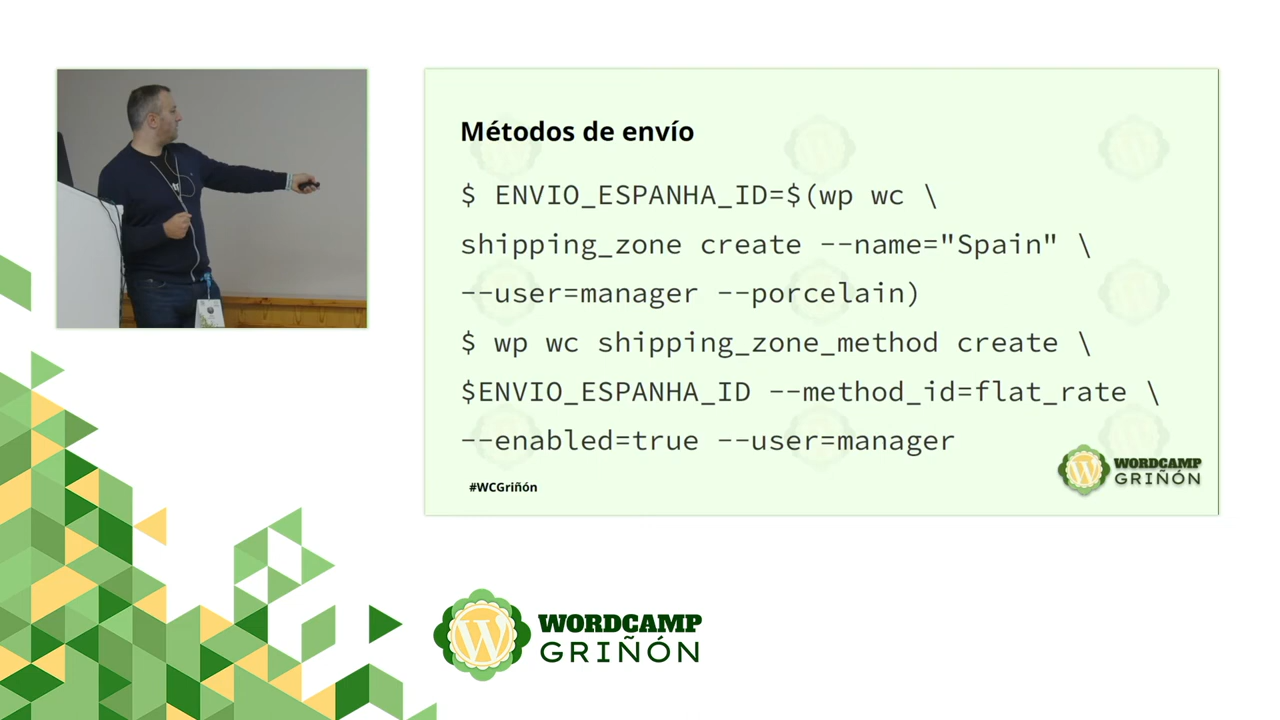 Métodos de envío
$ ENVIO_ESPANHA_ID=$(wp wc \
shipping_zone create --name="Spain" \
--user=manager --porcelain)
$ wp wc shipping_zone_method create \
$ENVIO_ESPANHA_ID --method_id=flat_rate \
--enabled=true --user=manager
#WCGriñón
WORDCAMP
GRIÑÓN
WORDCAMP
GRIÑÓN